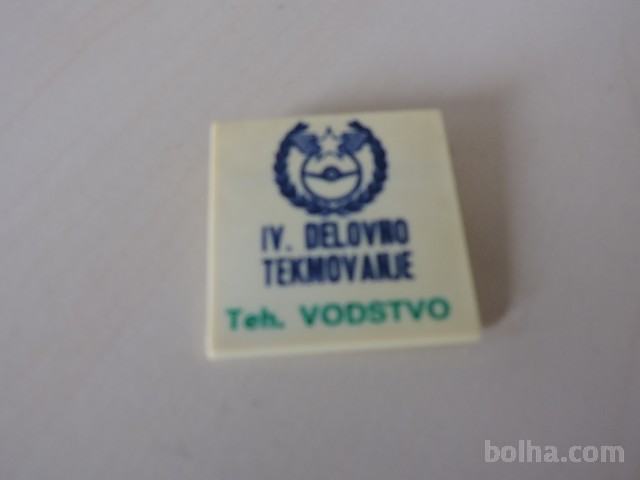 IV. DELOVNO
TEKMOVANJE
Teh. VODSTVO
bolha.com